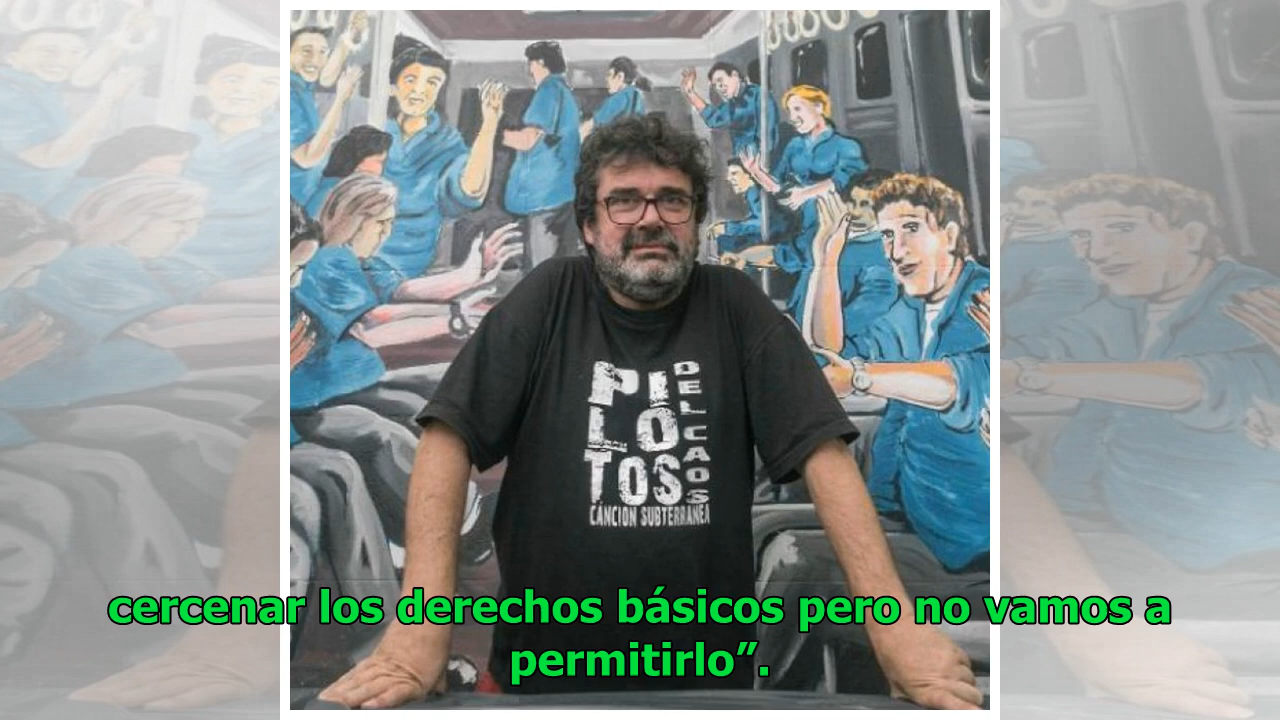 PI
LO
TOS
DEL CAOS
CANCION SUBTERRANEA
cercenar los derechos básicos pero no vamos a
permitirlo”.